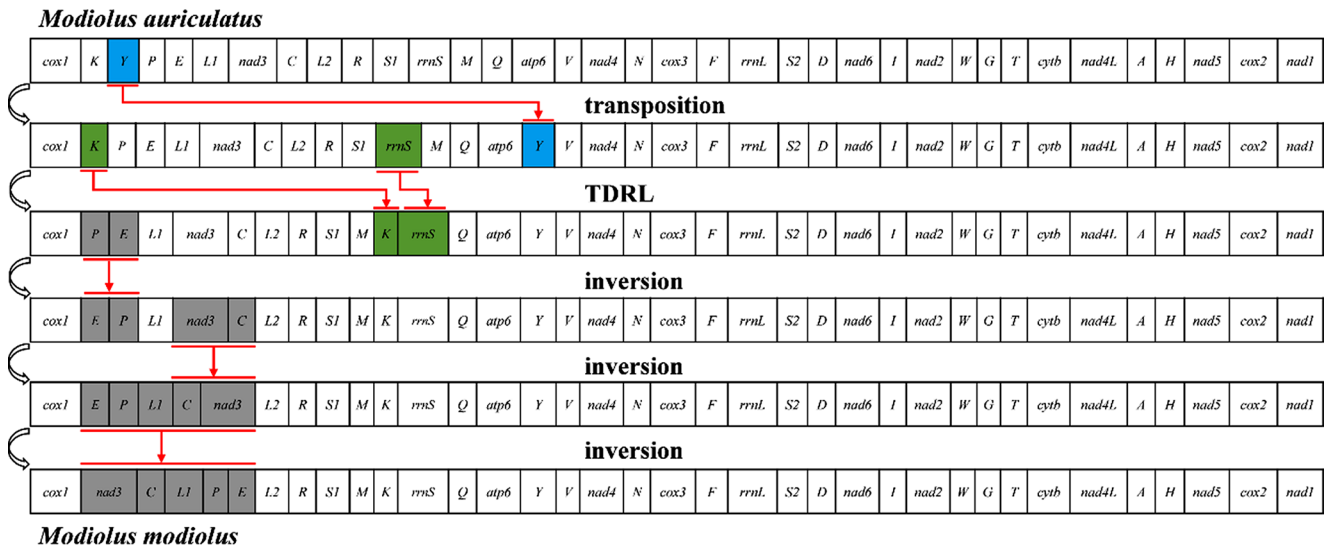 Modiolus auriculatus
cox1 K Y P E L1 nad3 C L2 R S1 rrnS M Q atp6 V nad4 N cox3 F rrnL S2 D nad6 I nad2 W G T cytb nad4L A H nad5 cox2 nad1
transposition
cox1 K P E L1 nad3 C L2 R S1 rrnS M Q atp6 Y V nad4 N cox3 F rrnL S2 D nad6 I nad2 W G T cytb nad4L A H nad5 cox2 nad1
TDRL
cox1 P E L1 nad3 C L2 R S1 M K rrnS Q atp6 Y V nad4 N cox3 F rrnL S2 D nad6 I nad2 W G T cytb nad4L A H nad5 cox2 nad1
inversion
cox1 E P L1 nad3 C L2 R S1 M K rrnS Q atp6 Y V nad4 N cox3 F rrnL S2 D nad6 I nad2 W G T cytb nad4L A H nad5 cox2 nad1
inversion
cox1 E P L1 C nad3 L2 R S1 M K rrnS Q atp6 Y V nad4 N cox3 F rrnL S2 D nad6 I nad2 W G T cytb nad4L A H nad5 cox2 nad1
inversion
cox1 nad3 C L1 P E L2 R S1 M K rrnS Q atp6 Y V nad4 N cox3 F rrnL S2 D nad6 I nad2 W G T cytb nad4L A H nad5 cox2 nad1
Modiolus modiolus